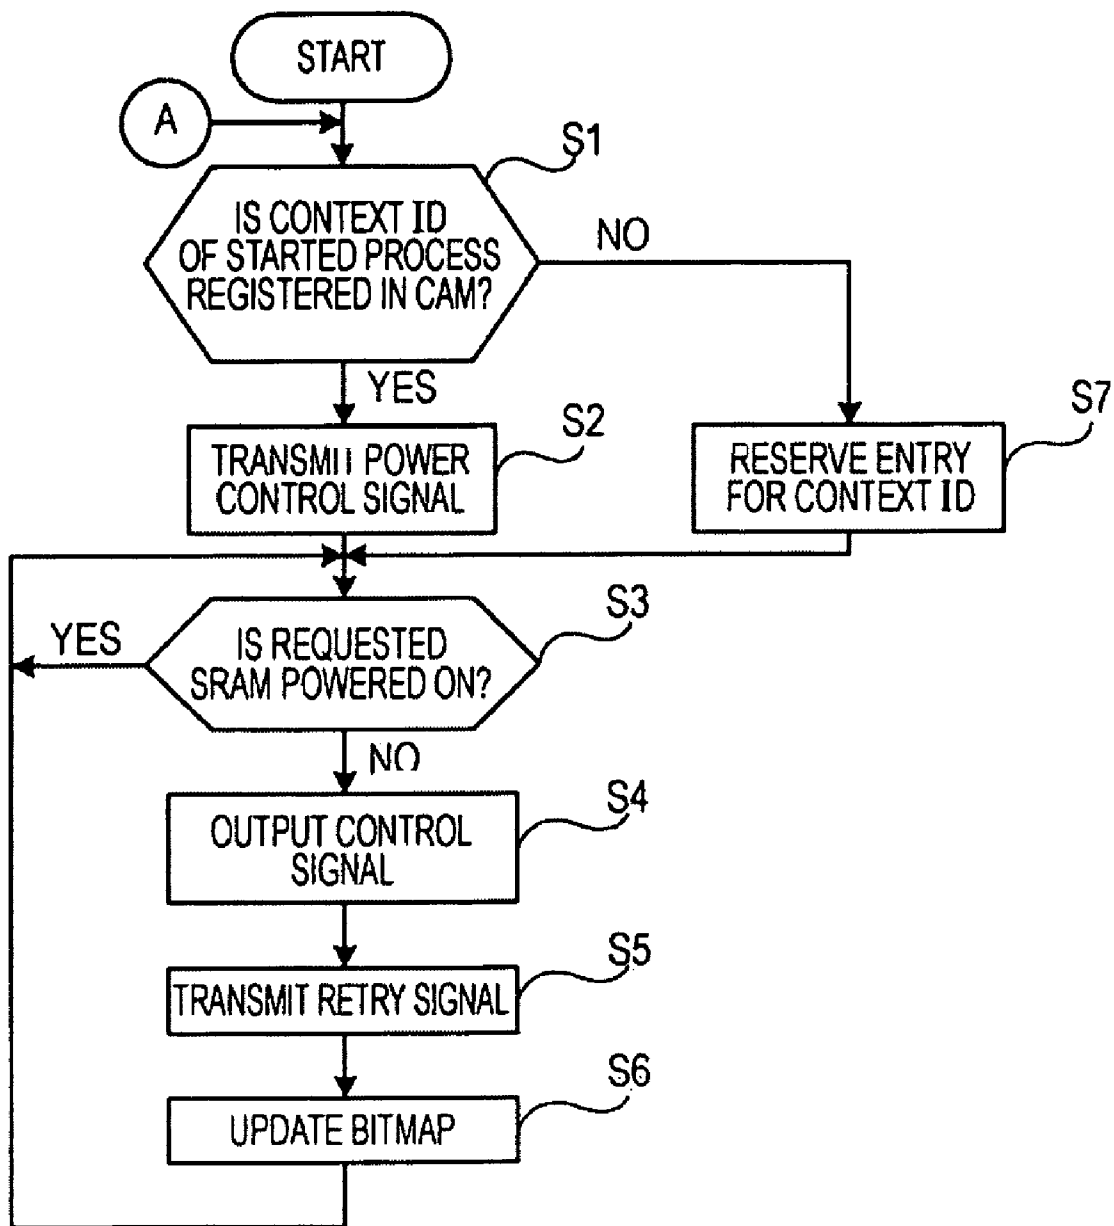 START
A
S1
IS CONTEXT ID
OF STARTED PROCESS
REGISTERED IN CAM?
NO
YES
S2
TRANSMIT POWER
CONTROL SIGNAL
S7
RESERVE ENTRY
FOR CONTEXT ID
S3
YES
IS REQUESTED
SRAM POWERED ON?
NO
S4
OUTPUT CONTROL
SIGNAL
S5
TRANSMIT RETRY SIGNAL
S6
UPDATE BITMAP